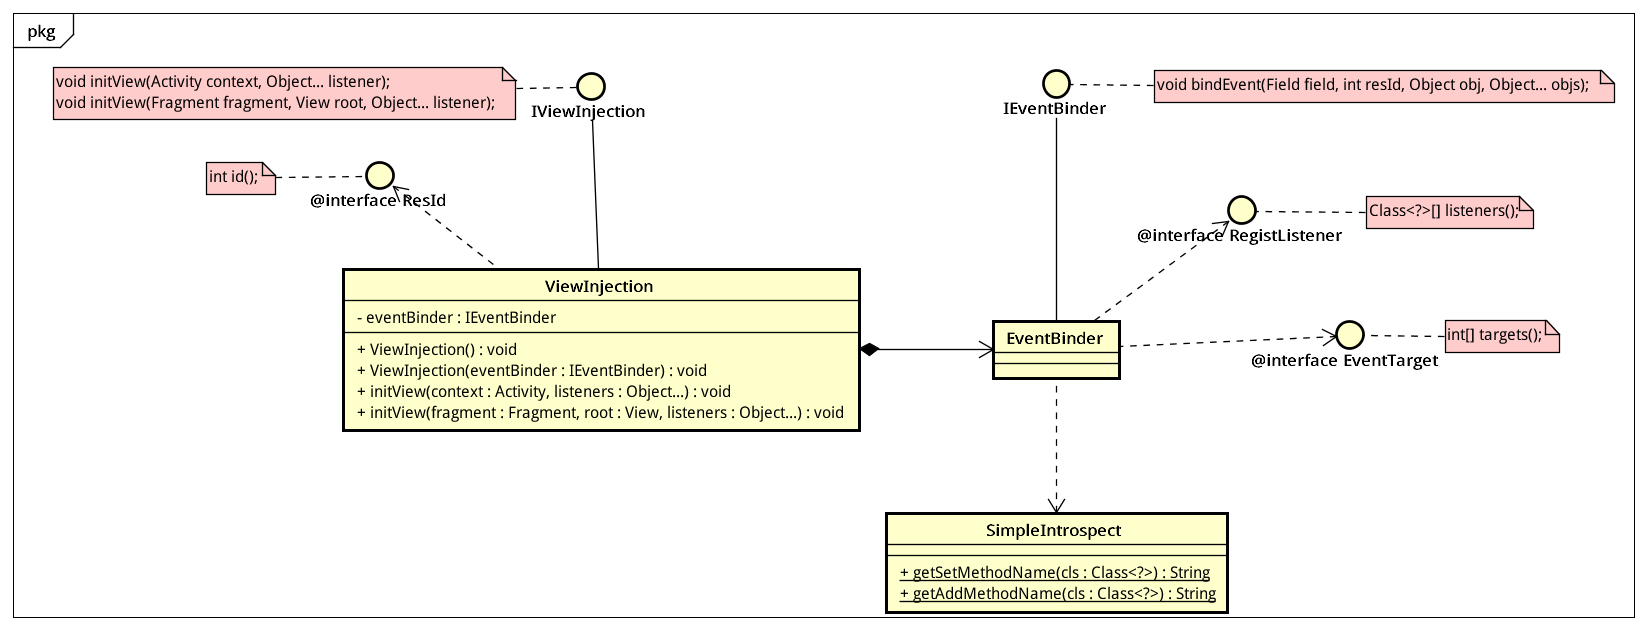 pkg
void initView(Activity context, Object... listener);
void initView(Fragment fragment, View root, Object... listener);
IViewInjection
IEventBinder
void bindEvent(Field field, int resId, Object obj, Object... objs);
int id();
@interface ResId
@interface RegistListener
Class<?>[] listeners();
ViewInjection
- eventBinder : IEventBinder
+ ViewInjection() : void
+ ViewInjection(eventBinder : IEventBinder) : void
+ initView(context : Activity, listeners : Object...) : void
+ initView(fragment : Fragment, root : View, listeners : Object...) : void
EventBinder
@interface EventTarget
int[] targets();
SimpleIntrospect
+ getSetMethodName(cls : Class<?>) : String
+ getAddMethodName(cls : Class<?>) : String